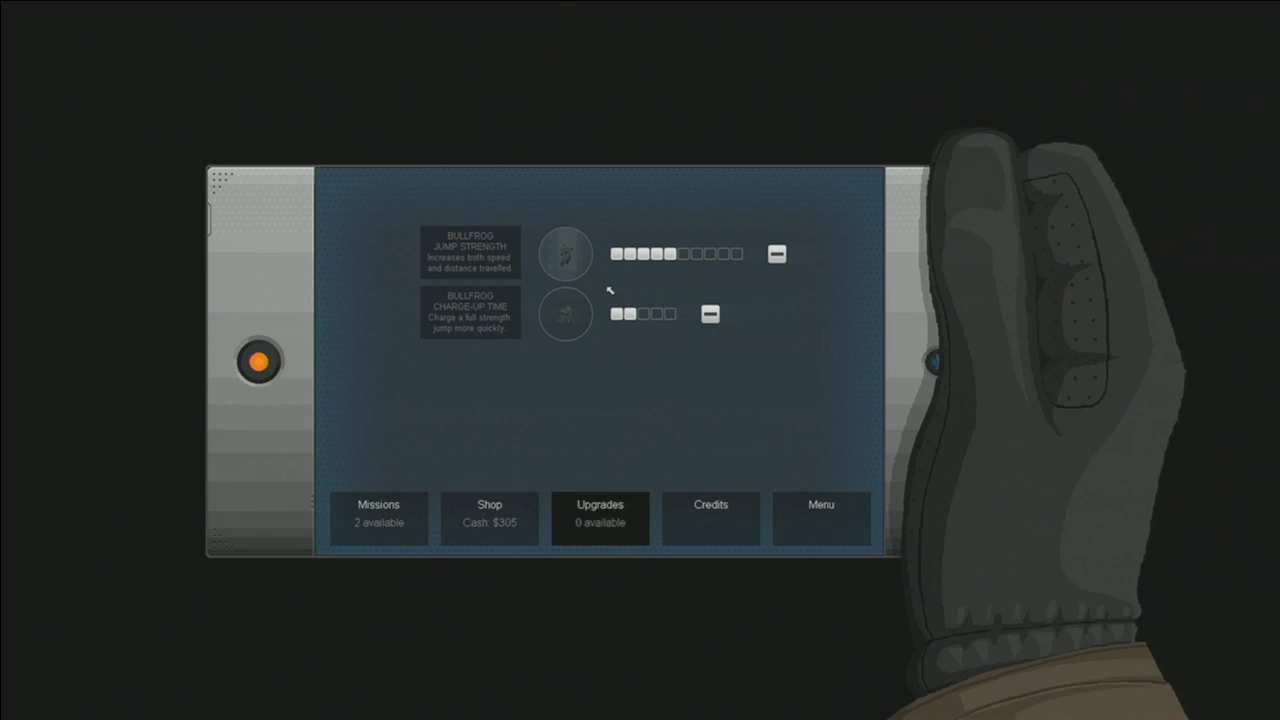 BULLFROG
JUMP STRENGTH
Increases both speed
and distance travelled.
BULLFROG
CHARGE-UP TIME
Charge a full strength
jump more quickly.
Missions
2 available
Shop
Cash: $305
Upgrades
0 available
Credits
Menu